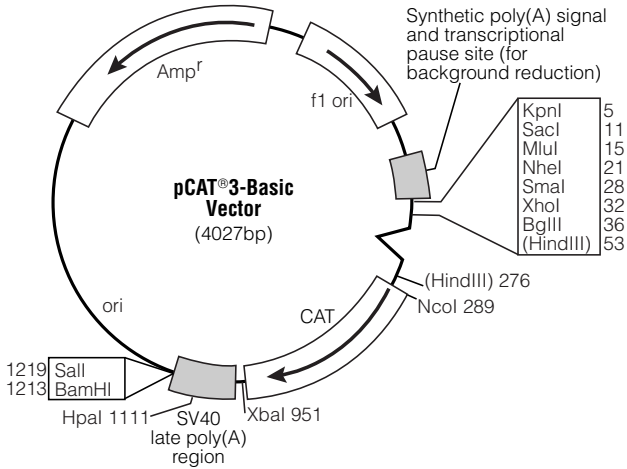 Synthetic poly(A) signal
and transcriptional
pause site (for
background reduction)
Ampʳ
f1 ori
KpnI 5
SacI 11
MluI 15
NheI 21
SmaI 28
XhoI 32
BglII 36
(HindIII) 53
pCAT®3-Basic
Vector
(4027bp)
(HindIII) 276
NcoI 289
ori
CAT
1219 SalI
1213 BamHI
HpaI 1111
SV40
late poly(A)
region
XbaI 951